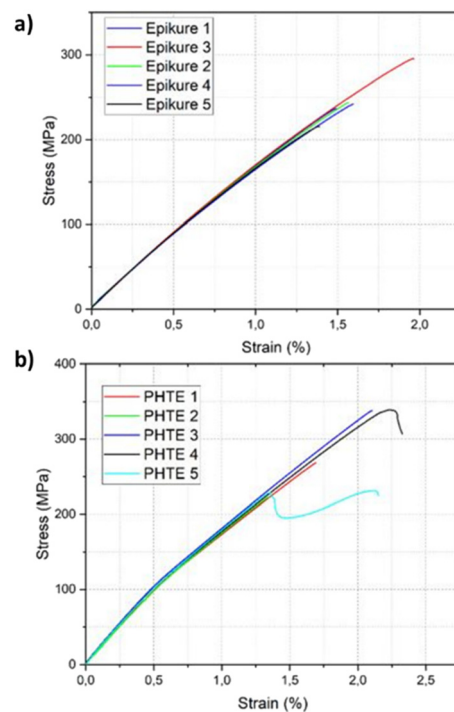 a)
Epikure 1
Epikure 3
Epikure 2
Epikure 4
Epikure 5
Stress (MPa)
300
200
100
0
0,0 0,5 1,0 1,5 2,0
Strain (%)
b)
PHTE 1
PHTE 2
PHTE 3
PHTE 4
PHTE 5
Stress (MPa)
400
300
200
100
0
0,0 0,5 1,0 1,5 2,0 2,5
Strain (%)